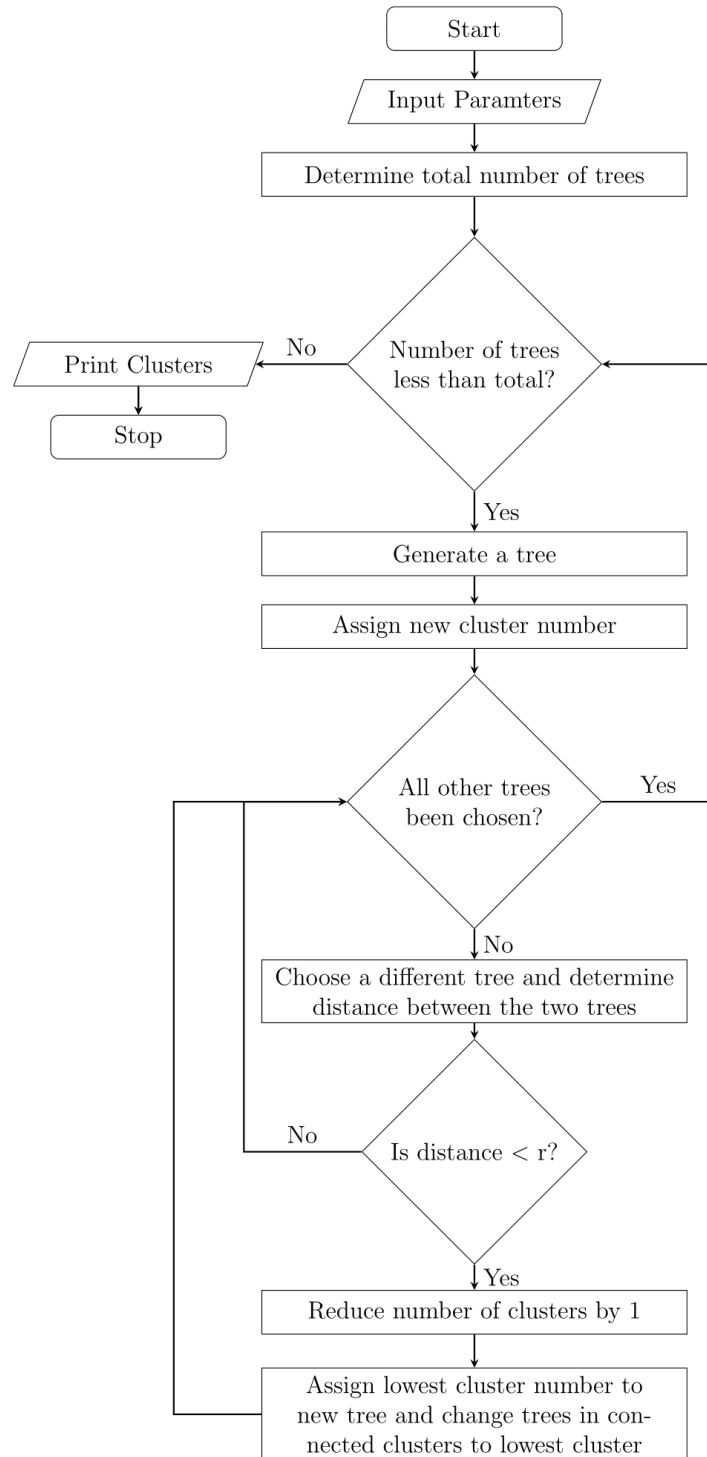 Start
Input Paramters
Determine total number of trees
Number of trees
less than total?
No
Print Clusters
Stop
Yes
Generate a tree
Assign new cluster number
All other trees
been chosen?
Yes
No
Choose a different tree and determine
distance between the two trees
Is distance < r?
No
Yes
Reduce number of clusters by 1
Assign lowest cluster number to
new tree and change trees in con-
nected clusters to lowest cluster